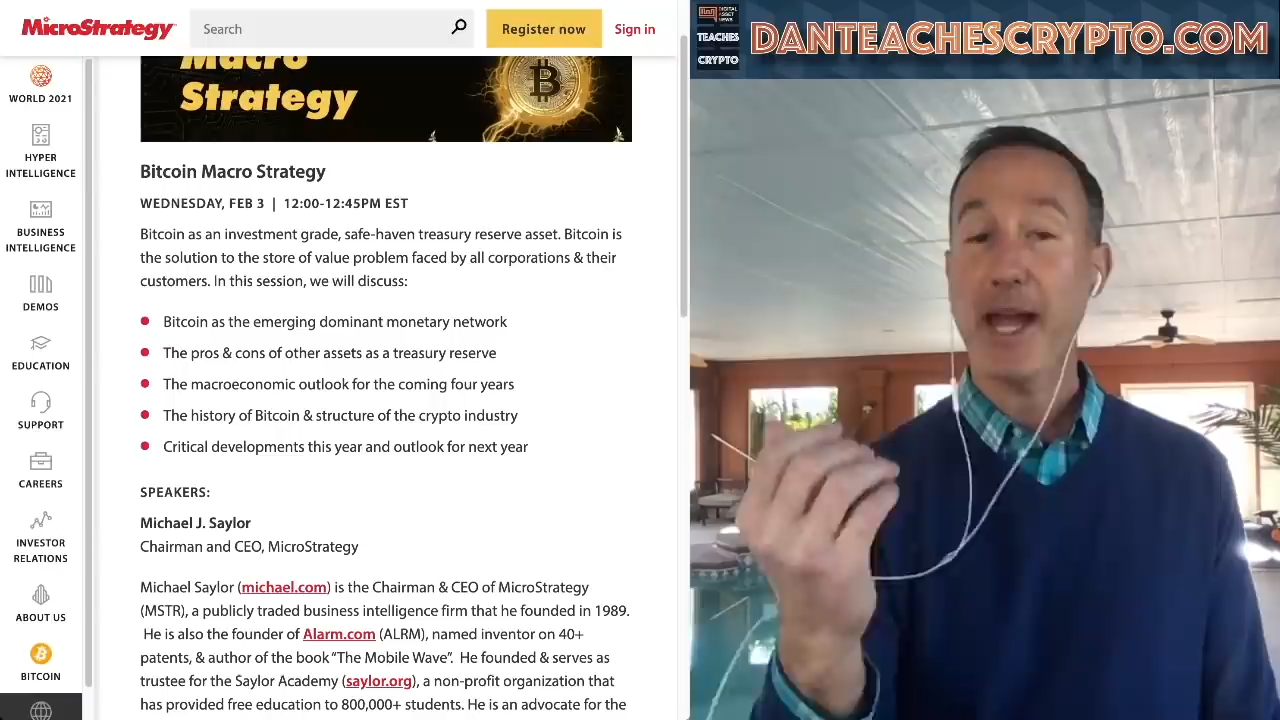 MicroStrategy
Search
Register now
Sign in
WORLD 2021
HYPER
INTELLIGENCE
BUSINESS
INTELLIGENCE
DEMOS
EDUCATION
SUPPORT
CAREERS
INVESTOR
RELATIONS
ABOUT US
BITCOIN
Macro
Strategy
Bitcoin Macro Strategy
WEDNESDAY, FEB 3 | 12:00-12:45PM EST
Bitcoin as an investment grade, safe-haven treasury reserve asset. Bitcoin is
the solution to the store of value problem faced by all corporations & their
customers. In this session, we will discuss:
Bitcoin as the emerging dominant monetary network
The pros & cons of other assets as a treasury reserve
The macroeconomic outlook for the coming four years
The history of Bitcoin & structure of the crypto industry
Critical developments this year and outlook for next year
SPEAKERS:
Michael J. Saylor
Chairman and CEO, MicroStrategy
Michael Saylor (michael.com) is the Chairman & CEO of MicroStrategy
(MSTR), a publicly traded business intelligence firm that he founded in 1989.
He is also the founder of Alarm.com (ALRM), named inventor on 40+
patents, & author of the book "The Mobile Wave". He founded & serves as
trustee for the Saylor Academy (saylor.org), a non-profit organization that
has provided free education to 800,000+ students. He is an advocate for the
DIGITAL
ASSET
NEWS
TEACHES
CRYPTO
DANTEACHESCRYPTO.COM